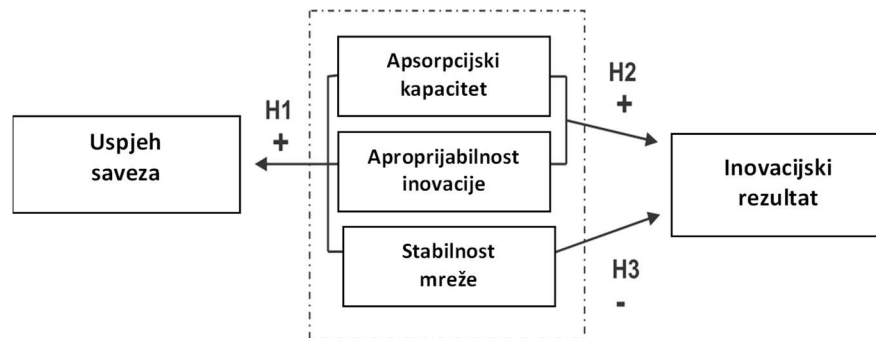 Uspjeh
saveza
H1
+
Apsorpcijski
kapacitet
Aproprijabilnost
inovacije
Stabilnost
mreže
H2
+
H3
-
Inovacijski
rezultat